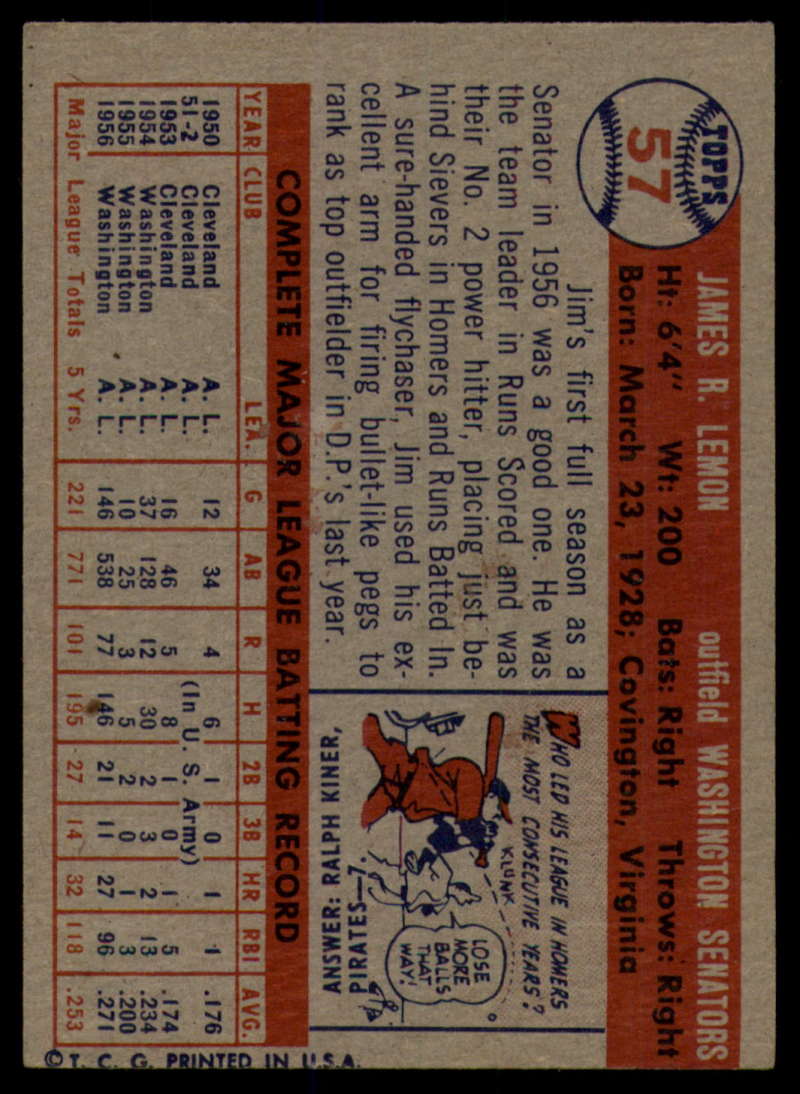 TOPPS
57
JAMES R. LEMON outfield WASHINGTON SENATORS
Ht: 6'4" Wt: 200 Bats: Right Throws: Right
Born: March 23, 1928; Covington, Virginia
Jim's first full season as a
Senator in 1956 was a good one. He was
the team leader in Runs Scored and was
their No. 2 power hitter, placing just be-
hind Sievers in Homers and Runs Batted In.
A sure-handed flychaser, Jim used his ex-
cellent arm for firing bullet-like pegs to
rank as top outfielder in D.P.'s last year.
WHO LED HIS LEAGUE IN HOMERS
THE MOST CONSECUTIVE YEARS?
KLUNK
LOSE
MORE
BALLS
THAT
WAY!
ANSWER: RALPH KINER,
PIRATES—7.
COMPLETE MAJOR LEAGUE BATTING RECORD
YEAR CLUB LEA. G AB R H 2B 3B HR RBI AVG.
1950 Cleveland A. L. 12 34 4 6 1 0 1 1 .176
51-2 Cleveland A. L. (In U. S. Army)
1953 Cleveland A. L. 16 46 5 8 1 0 1 5 .174
1954 Washington A. L. 37 128 12 30 2 3 2 13 .234
1955 Washington A. L. 10 25 3 5 2 0 1 3 .200
1956 Washington A. L. 146 538 77 146 21 11 27 96 .271
Major League Totals 5 Yrs. 221 771 101 195 27 14 32 118 .253
© T. C. G. PRINTED IN U.S.A.